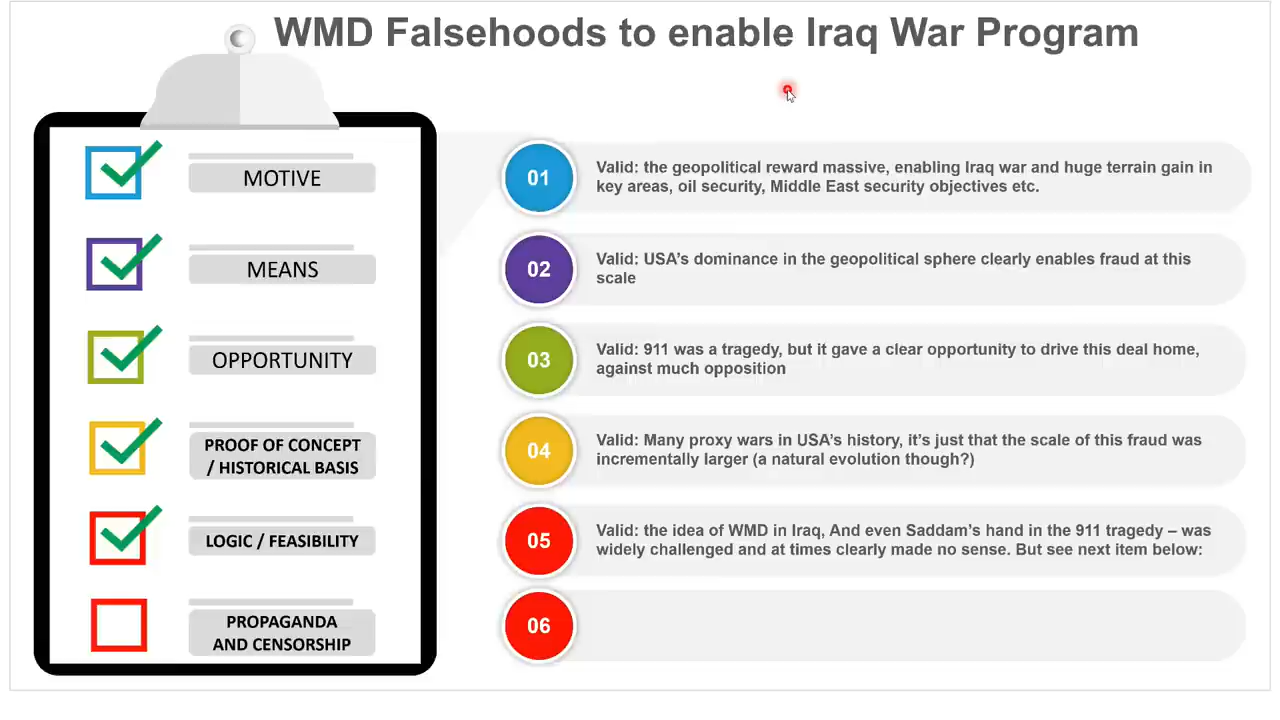 WMD Falsehoods to enable Iraq War Program
MOTIVE
01
Valid: the geopolitical reward massive, enabling Iraq war and huge terrain gain in
key areas, oil security, Middle East security objectives etc.
MEANS
02
Valid: USA’s dominance in the geopolitical sphere clearly enables fraud at this
scale
OPPORTUNITY
03
Valid: 911 was a tragedy, but it gave a clear opportunity to drive this deal home,
against much opposition
PROOF OF CONCEPT
/ HISTORICAL BASIS
04
Valid: Many proxy wars in USA’s history, it’s just that the scale of this fraud was
incrementally larger (a natural evolution though?)
LOGIC / FEASIBILITY
05
Valid: the idea of WMD in Iraq, And even Saddam’s hand in the 911 tragedy – was
widely challenged and at times clearly made no sense. But see next item below:
PROPAGANDA
AND CENSORSHIP
06